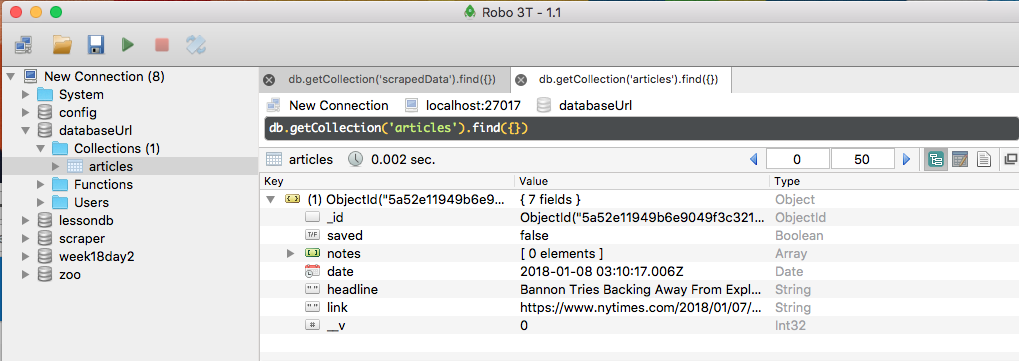 Robo 3T - 1.1
New Connection (8)
System
config
databaseUrl
Collections (1)
articles
Functions
Users
lessondb
scraper
week18day2
zoo
db.getCollection('scrapedData').find({}) db.getCollection('articles').find({})
New Connection localhost:27017 databaseUrl
db.getCollection('articles').find({})
articles 0.002 sec. 0 50
Key Value Type
(1) ObjectId("5a52e11949b6e9... { 7 fields } Object
_id ObjectId("5a52e11949b6e9049f3c321... ObjectId
T/F saved false Boolean
notes [ 0 elements ] Array
date 2018-01-08 03:10:17.006Z Date
" " headline Bannon Tries Backing Away From Expl... String
" " link https://www.nytimes.com/2018/01/07/... String
# __v 0 Int32